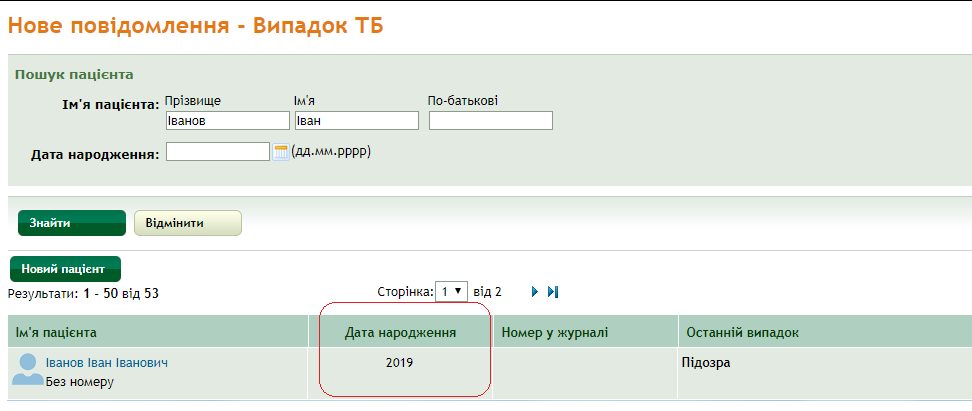 Нове повідомлення - Випадок ТБ
Пошук пацієнта
Прізвище Ім'я По-батькові
Ім'я пацієнта: Іванов Іван
Дата народження: (дд.мм.рррр)
Знайти Відмінити
Новий пацієнт
Результати: 1 - 50 від 53 Сторінка: 1 від 2
Ім'я пацієнта Дата народження Номер у журналі Останній випадок
Іванов Іван Іванович 2019 Підозра
Без номеру